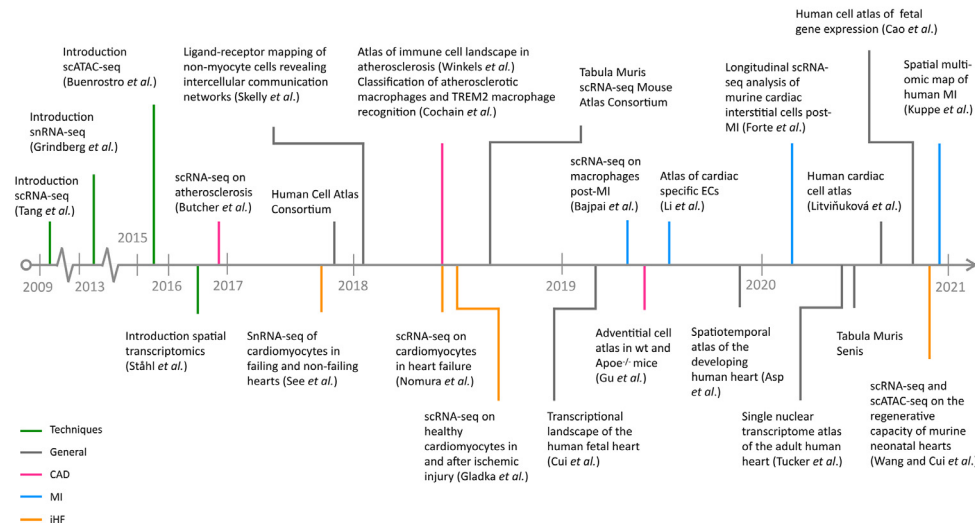 Introduction
scRNA-seq
(Tang et al.)
Introduction
snRNA-seq
(Grindberg et al.)
Introduction
scATAC-seq
(Buenrostro et al.)
scRNA-seq on
atherosclerosis
(Butcher et al.)
Ligand-receptor mapping of
non-myocyte cells revealing
intercellular communication
networks (Skelly et al.)
Human Cell Atlas
Consortium
Atlas of immune cell landscape in
atherosclerosis (Winkels et al.)
Classification of atherosclerotic
macrophages and TREM2 macrophage
recognition (Cochain et al.)
Tabula Muris
scRNA-seq Mouse
Atlas Consortium
scRNA-seq on
macrophages
post-MI
(Bajpai et al.)
Atlas of cardiac
specific ECs
(Li et al.)
Longitudinal scRNA-
seq analysis of
murine cardiac
interstitial cells post-
MI (Forte et al.)
Human cell atlas of fetal
gene expression (Cao et al.)
Human cardiac
cell atlas
(Litviňuková et al.)
Spatial multi-
omic map of
human MI
(Kuppe et al.)
2009
2013
2015
2016
2017
2018
2019
2020
2021
Introduction spatial
transcriptomics
(Ståhl et al.)
SnRNA-seq of
cardiomyocytes in
failing and non-failing
hearts (See et al.)
scRNA-seq on
cardiomyocytes
in heart failure
(Nomura et al.)
scRNA-seq on
healthy
cardiomyocytes in
and after ischemic
injury (Gladka et al.)
Transcriptional
landscape of the
human fetal heart
(Cui et al.)
Adventitial cell
atlas in wt and
Apoe-/- mice
(Gu et al.)
Spatiotemporal
atlas of the
developing
human heart (Asp
et al.)
Single nuclear
transcriptome atlas
of the adult human
heart (Tucker et al.)
Tabula Muris
Senis
scRNA-seq and
scATAC-seq on the
regenerative
capacity of murine
neonatal hearts
(Wang and Cui et al.)
Techniques
General
CAD
MI
iHF